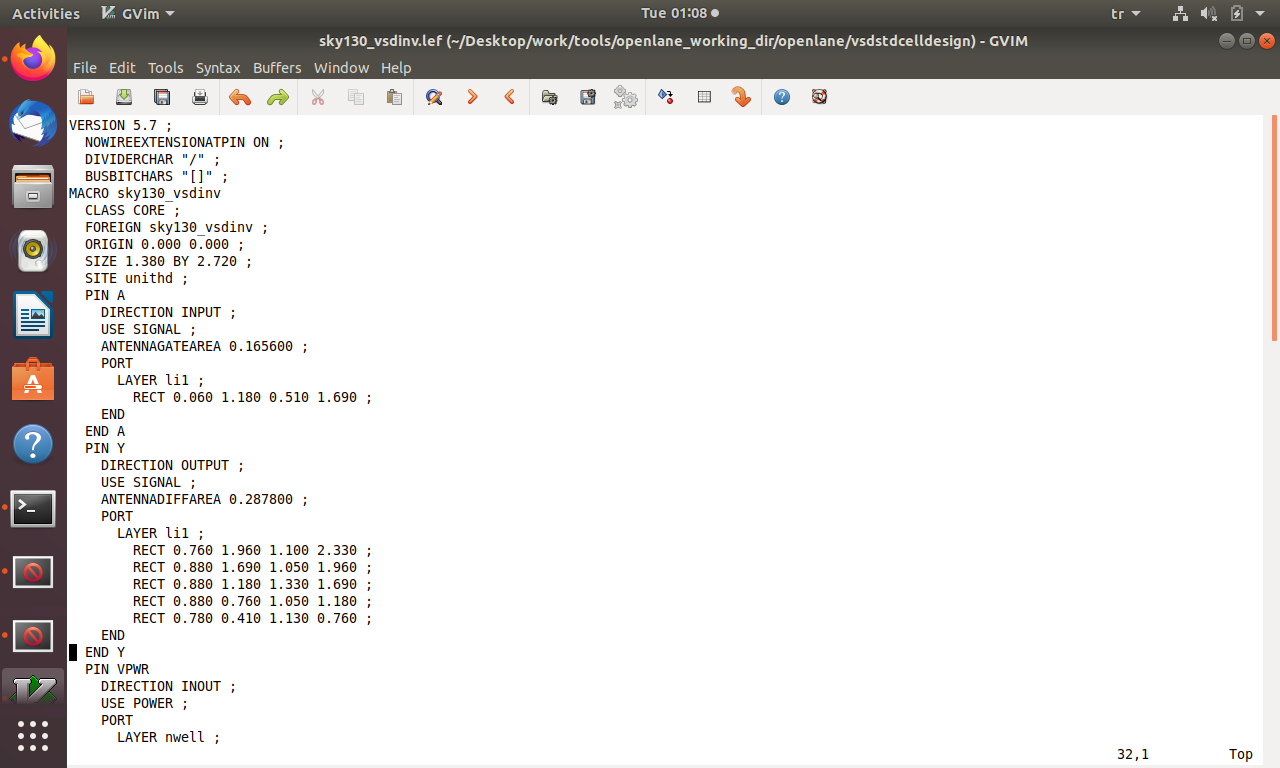 Activities GVim Tue 01:08 tr
sky130_vsdinv.lef (~/Desktop/work/tools/openlane_working_dir/openlane/vsdstdcelldesign) - GVIM
File Edit Tools Syntax Buffers Window Help
VERSION 5.7 ;
  NOWIREEXTENSIONATPIN ON ;
  DIVIDERCHAR "/" ;
  BUSBITCHARS "[]" ;
MACRO sky130_vsdinv
  CLASS CORE ;
  FOREIGN sky130_vsdinv ;
  ORIGIN 0.000 0.000 ;
  SIZE 1.380 BY 2.720 ;
  SITE unithd ;
  PIN A
    DIRECTION INPUT ;
    USE SIGNAL ;
    ANTENNAGATEAREA 0.165600 ;
    PORT
      LAYER li1 ;
        RECT 0.060 1.180 0.510 1.690 ;
    END
  END A
  PIN Y
    DIRECTION OUTPUT ;
    USE SIGNAL ;
    ANTENNADIFFAREA 0.287800 ;
    PORT
      LAYER li1 ;
        RECT 0.760 1.960 1.100 2.330 ;
        RECT 0.880 1.690 1.050 1.960 ;
        RECT 0.880 1.180 1.330 1.690 ;
        RECT 0.880 0.760 1.050 1.180 ;
        RECT 0.780 0.410 1.130 0.760 ;
    END
  END Y
  PIN VPWR
    DIRECTION INOUT ;
    USE POWER ;
    PORT
      LAYER nwell ;
32,1 Top